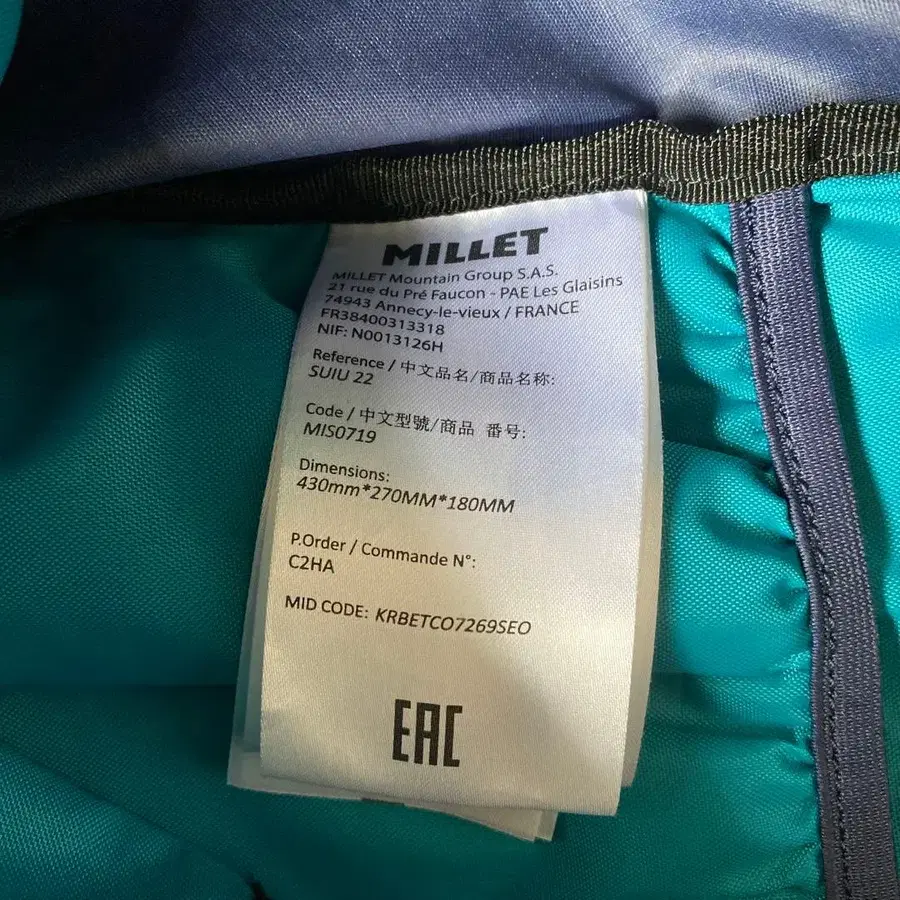 MILLET
MILLET Mountain Group S.A.S.
21 rue du Pré Faucon - PAE Les Glaisins
74943 Annecy-le-vieux / FRANCE
FR38400313318
NIF: N0013126H
Reference / 中文品名/商品名称:
SUIU 22
Code / 中文型號/商品 番号:
MIS0719
Dimensions:
430mm*270MM*180MM
P.Order / Commande N°:
C2HA
MID CODE: KRBETCO7269SEO
EAC